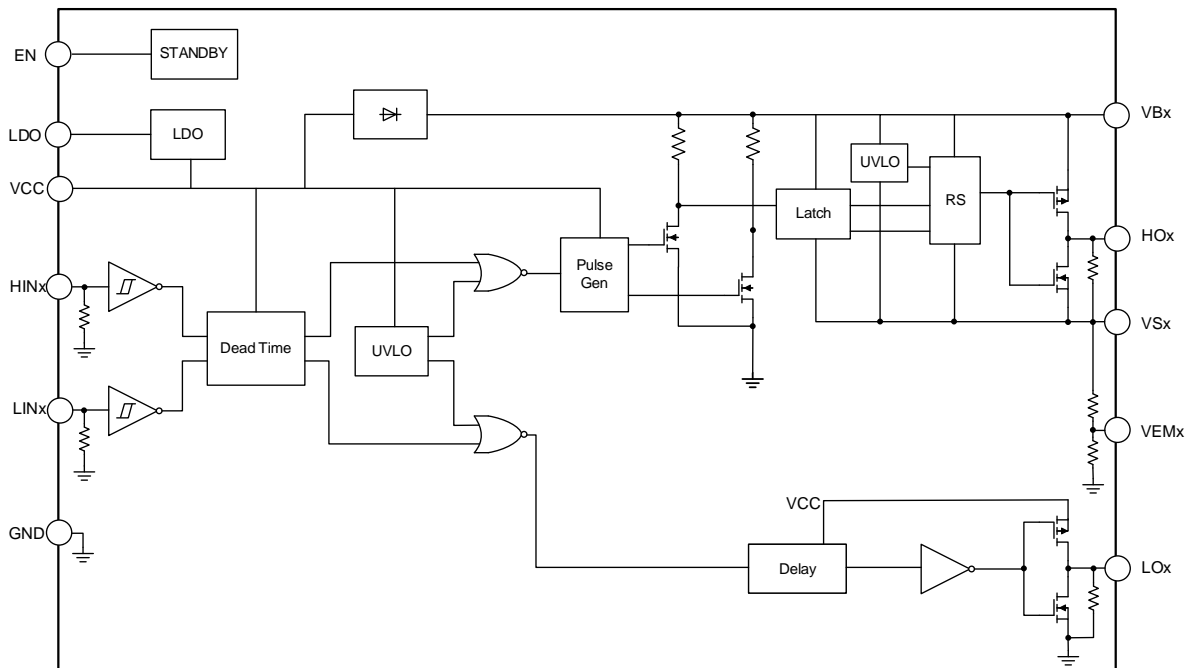 EN
STANDBY
LDO
LDO
VBx
UVLO
VCC
Latch
RS
HOx
Pulse
Gen
HINx
VSx
Dead Time
UVLO
LINx
VEMx
VCC
GND
Delay
LOx